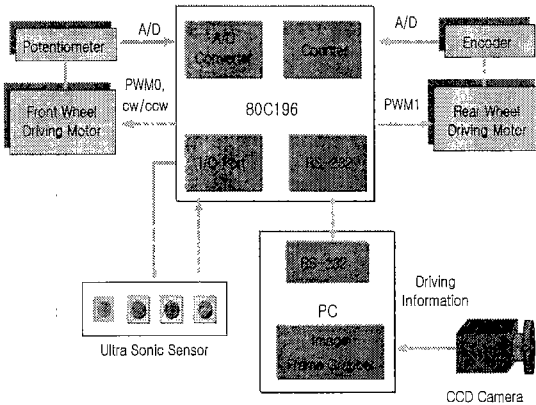 A/D
A/D
Potentiometer
A/D
Converter
Counter
Encoder
PWM0,
cw/ccw
Front Wheel
Driving Motor
80C196
PWM1
Rear Wheel
Driving Motor
I/O Port
RS-232
RS-232
Driving
Information
PC
Image
Frame Grabber
Ultra Sonic Sensor
CCD Camera